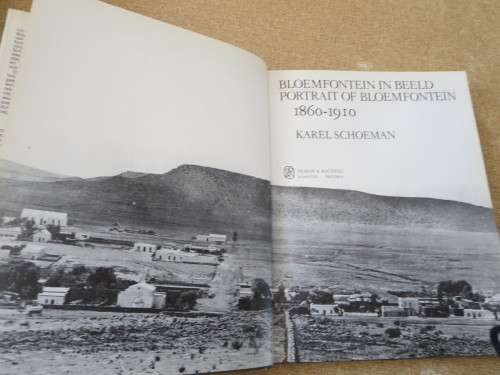 BLOEMFONTEIN IN BEELD
PORTRAIT OF BLOEMFONTEIN
1860-1910
KAREL SCHOEMAN